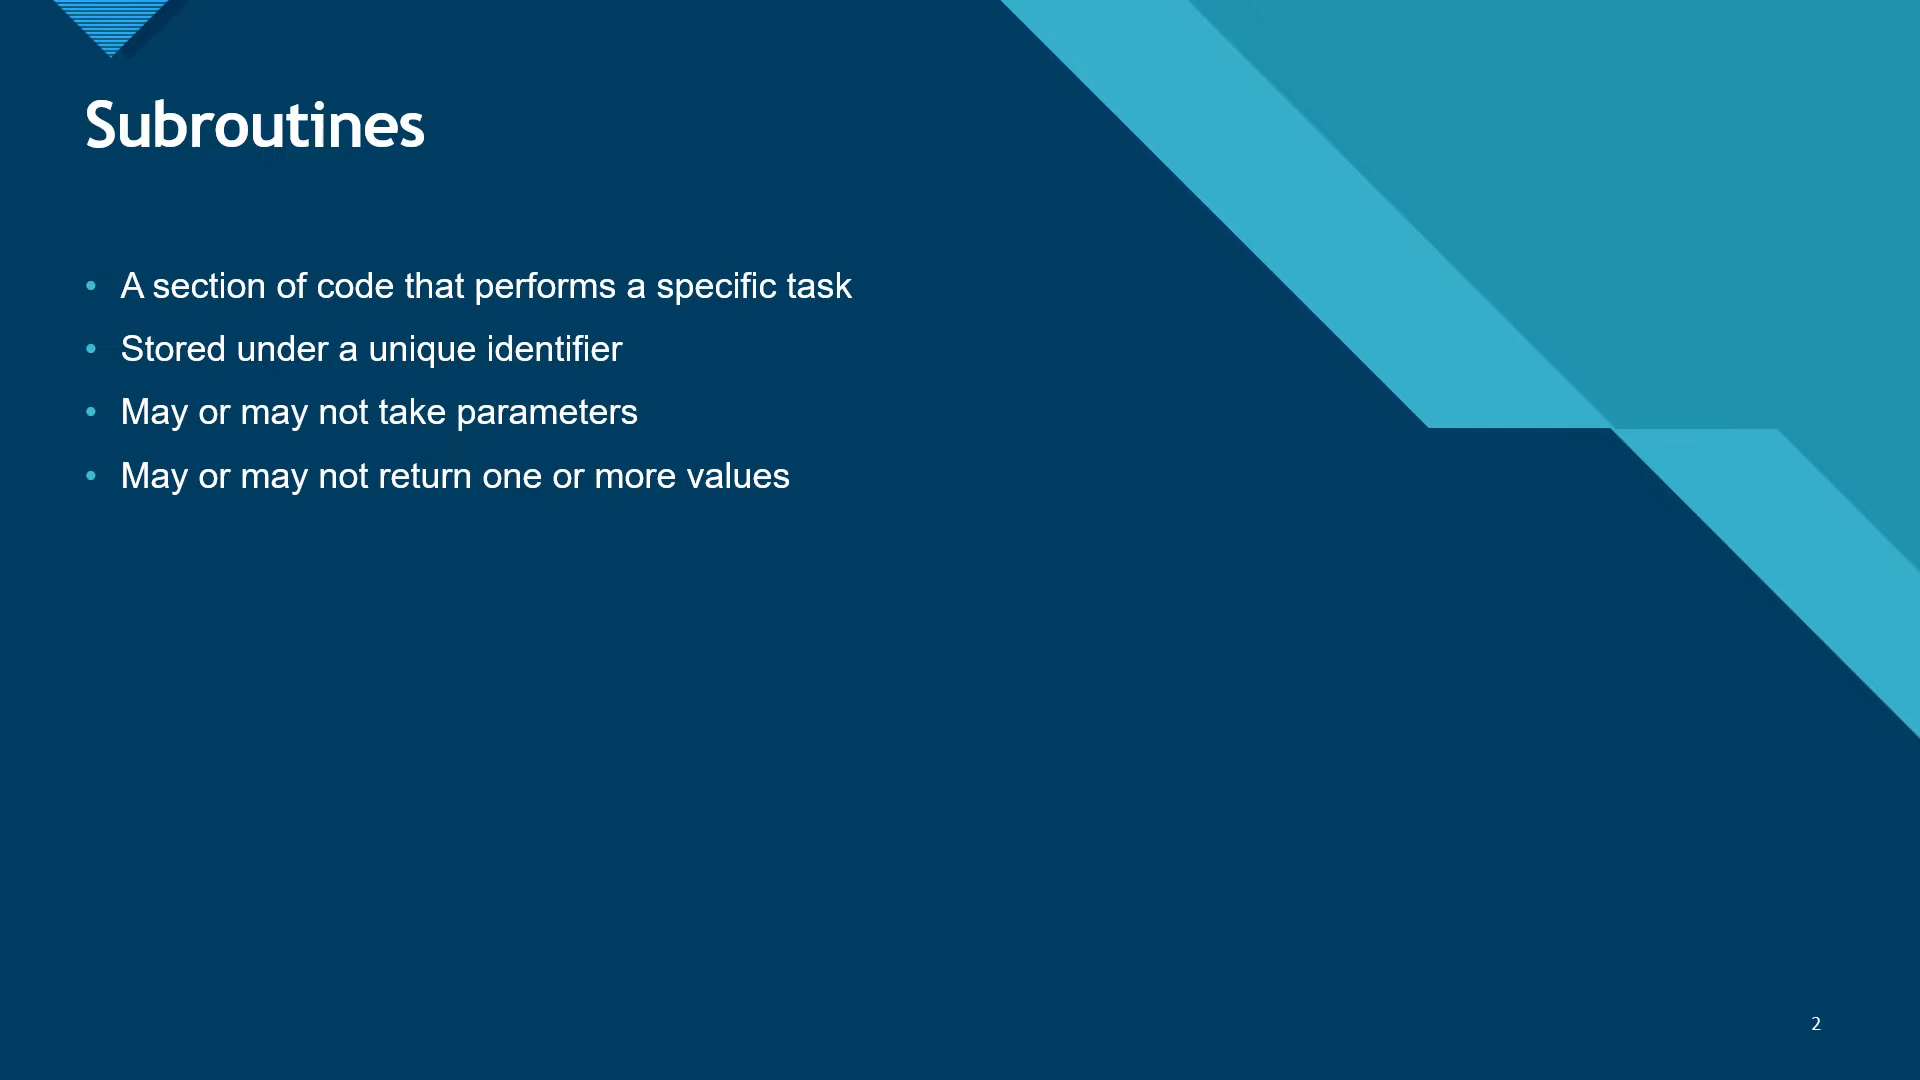 Subroutines
• A section of code that performs a specific task
• Stored under a unique identifier
• May or may not take parameters
• May or may not return one or more values
2